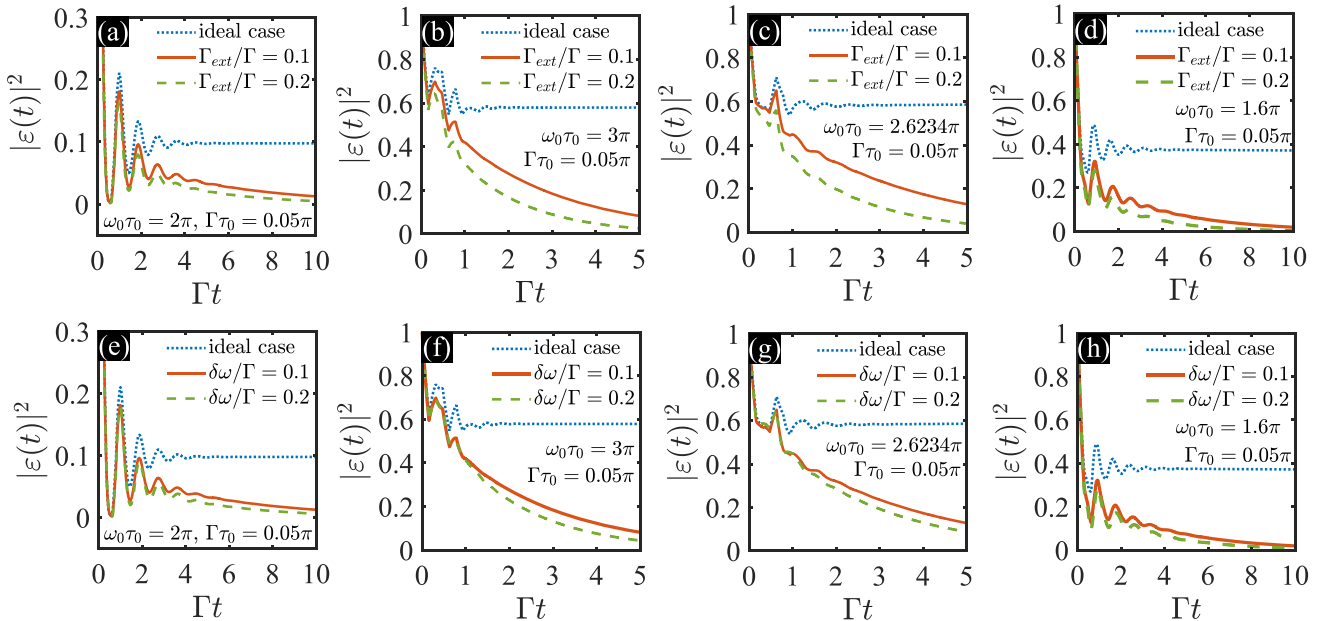 (a)
ideal case
Γ_ext/Γ = 0.1
Γ_ext/Γ = 0.2
ω₀τ₀ = 2π, Γτ₀ = 0.05π
|ε(t)|²
0.3
0.2
0.1
0
0 2 4 6 8 10
Γt
(b)
ideal case
Γ_ext/Γ = 0.1
Γ_ext/Γ = 0.2
ω₀τ₀ = 3π
Γτ₀ = 0.05π
|ε(t)|²
1
0.8
0.6
0.4
0.2
0
0 1 2 3 4 5
Γt
(c)
ideal case
Γ_ext/Γ = 0.1
Γ_ext/Γ = 0.2
ω₀τ₀ = 2.6234π
Γτ₀ = 0.05π
|ε(t)|²
1
0.8
0.6
0.4
0.2
0
0 1 2 3 4 5
Γt
(d)
ideal case
Γ_ext/Γ = 0.1
Γ_ext/Γ = 0.2
ω₀τ₀ = 1.6π
Γτ₀ = 0.05π
|ε(t)|²
1
0.8
0.6
0.4
0.2
0
0 2 4 6 8 10
Γt
(e)
ideal case
δω/Γ = 0.1
δω/Γ = 0.2
ω₀τ₀ = 2π, Γτ₀ = 0.05π
|ε(t)|²
0.3
0.2
0.1
0
0 2 4 6 8 10
Γt
(f)
ideal case
δω/Γ = 0.1
δω/Γ = 0.2
ω₀τ₀ = 3π
Γτ₀ = 0.05π
|ε(t)|²
1
0.8
0.6
0.4
0.2
0
0 1 2 3 4 5
Γt
(g)
ideal case
δω/Γ = 0.1
δω/Γ = 0.2
ω₀τ₀ = 2.6234π
Γτ₀ = 0.05π
|ε(t)|²
1
0.8
0.6
0.4
0.2
0
0 1 2 3 4 5
Γt
(h)
ideal case
δω/Γ = 0.1
δω/Γ = 0.2
ω₀τ₀ = 1.6π
Γτ₀ = 0.05π
|ε(t)|²
1
0.8
0.6
0.4
0.2
0
0 2 4 6 8 10
Γt